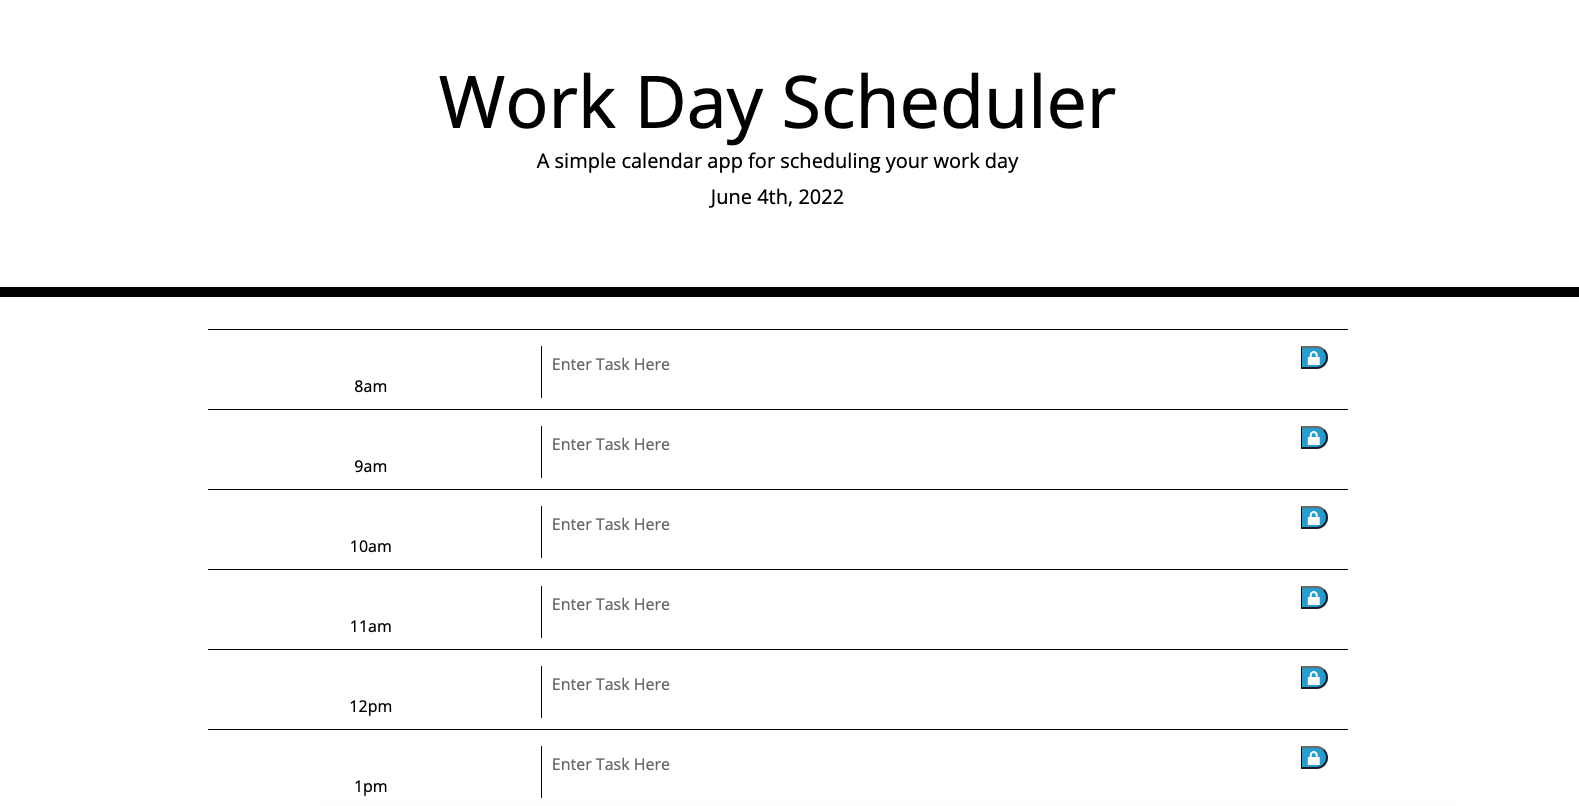 Work Day Scheduler
A simple calendar app for scheduling your work day
June 4th, 2022
Enter Task Here
8am
Enter Task Here
9am
Enter Task Here
10am
Enter Task Here
11am
Enter Task Here
12pm
Enter Task Here
1pm